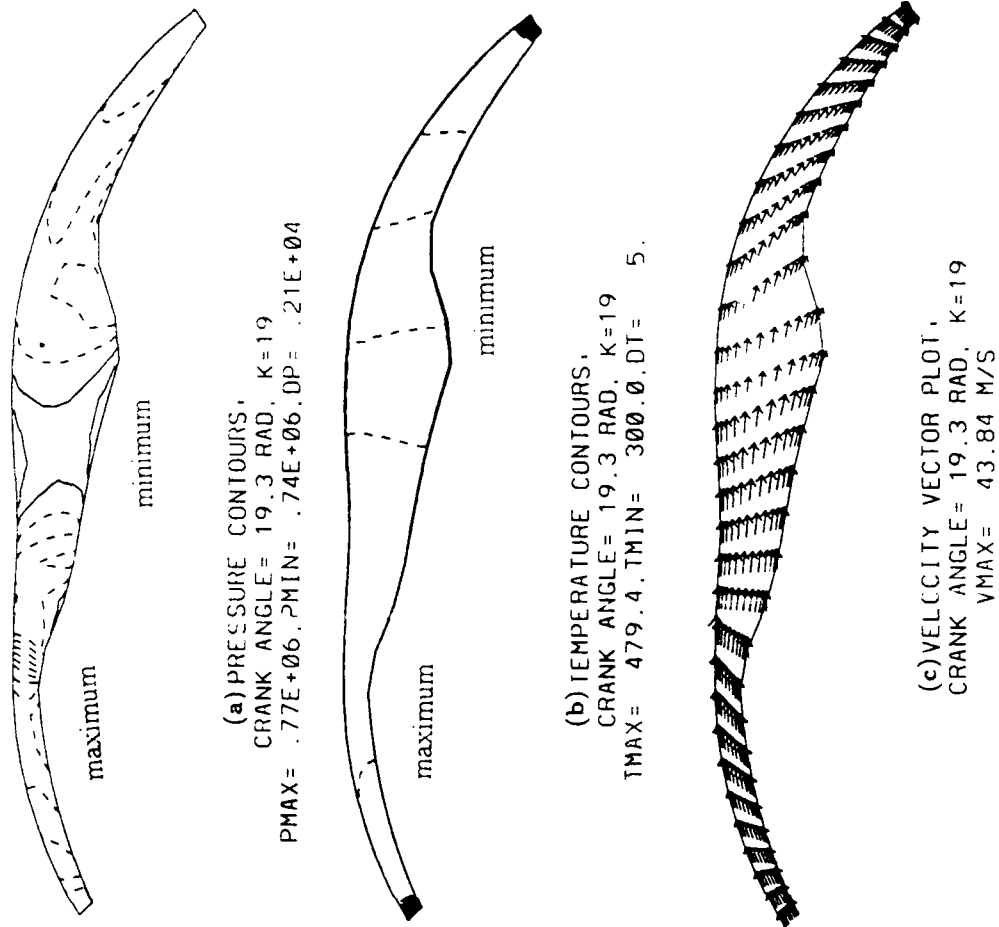 maximum
minimum
(a)PRESSURE CONTOURS,
CRANK ANGLE= 19.3 RAD, K=19
PMAX= .77E+06,PMIN= .74E+06,DP= .21E+04
maximum
minimum
(b)TEMPERATURE CONTOURS,
CRANK ANGLE= 19.3 RAD, K=19
TMAX= 479.4,TMIN= 300.0,DT= 5.
(c)VELCCITY VECTOR PLOT,
CRANK ANGLE= 19.3 RAD, K=19
VMAX= 43.84 M/S